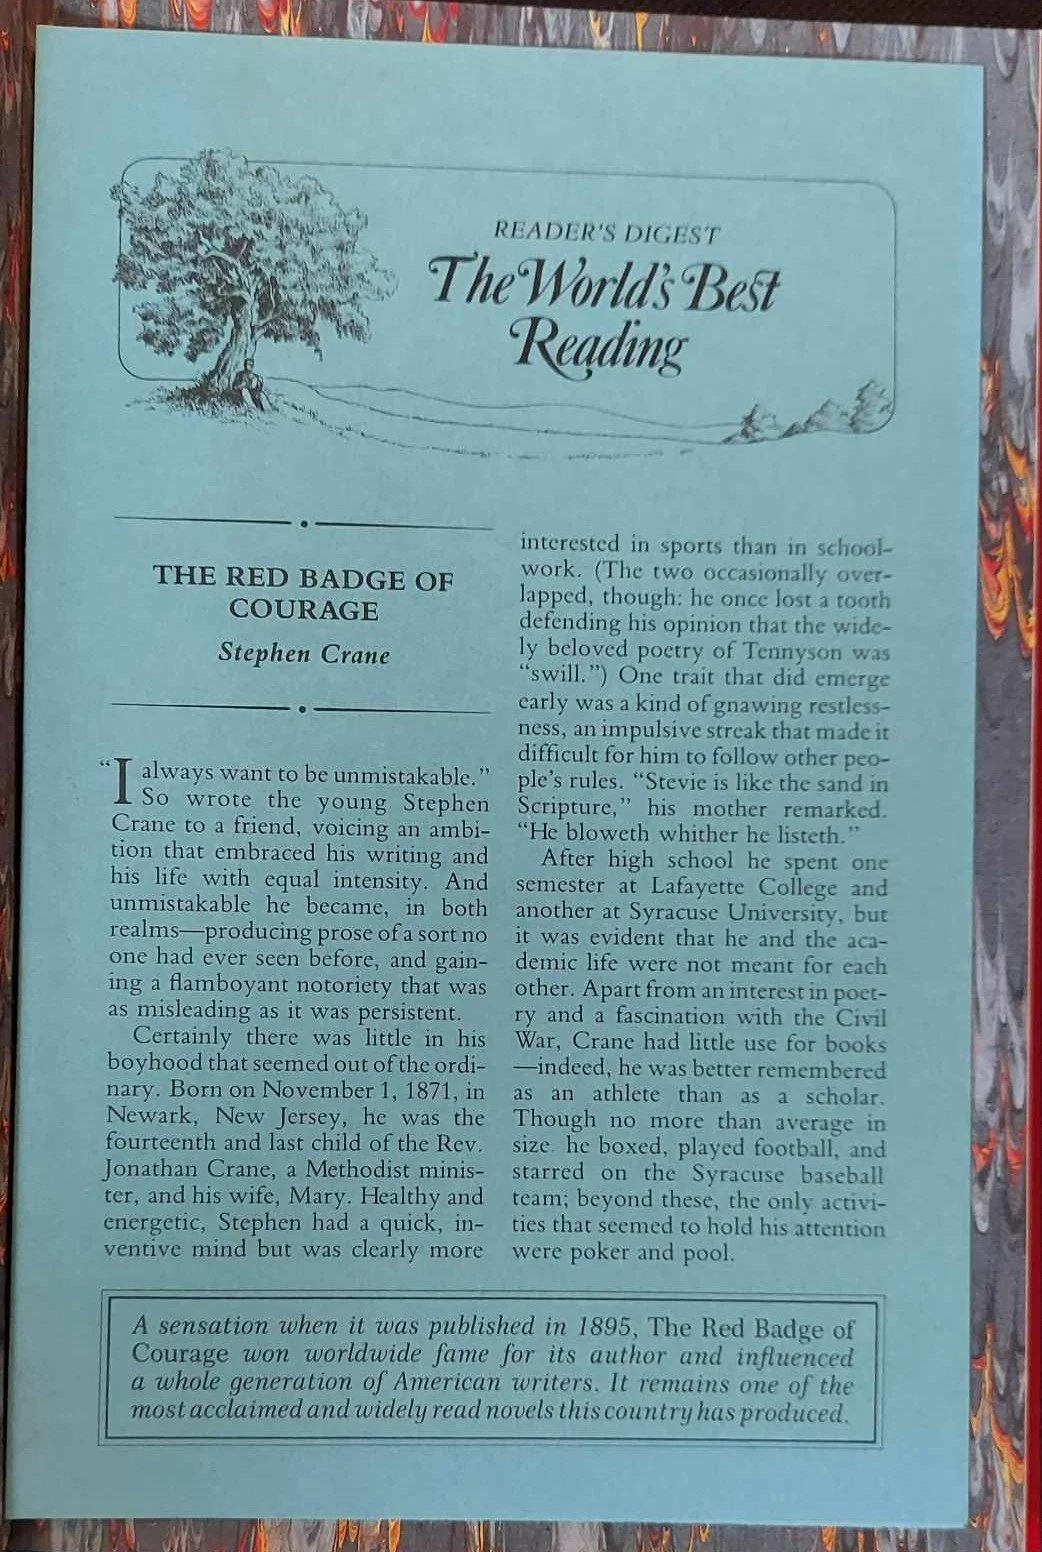 READER'S DIGEST
The World's Best
Reading
THE RED BADGE OF
COURAGE
Stephen Crane
"I always want to be unmistakable."
So wrote the young Stephen
Crane to a friend, voicing an ambi-
tion that embraced his writing and
his life with equal intensity. And
unmistakable he became, in both
realms—producing prose of a sort no
one had ever seen before, and gain-
ing a flamboyant notoriety that was
as misleading as it was persistent.
Certainly there was little in his
boyhood that seemed out of the ordi-
nary. Born on November 1, 1871, in
Newark, New Jersey, he was the
fourteenth and last child of the Rev.
Jonathan Crane, a Methodist minis-
ter, and his wife, Mary. Healthy and
energetic, Stephen had a quick, in-
ventive mind but was clearly more
interested in sports than in school-
work. (The two occasionally over-
lapped, though: he once lost a tooth
defending his opinion that the wide-
ly beloved poetry of Tennyson was
"swill.") One trait that did emerge
early was a kind of gnawing restless-
ness, an impulsive streak that made it
difficult for him to follow other peo-
ple's rules. "Stevie is like the sand in
Scripture," his mother remarked.
"He bloweth whither he listeth."
After high school he spent one
semester at Lafayette College and
another at Syracuse University, but
it was evident that he and the aca-
demic life were not meant for each
other. Apart from an interest in poet-
ry and a fascination with the Civil
War, Crane had little use for books
—indeed, he was better remembered
as an athlete than as a scholar.
Though no more than average in
size, he boxed, played football, and
starred on the Syracuse baseball
team; beyond these, the only activi-
ties that seemed to hold his attention
were poker and pool.
A sensation when it was published in 1895, The Red Badge of
Courage won worldwide fame for its author and influenced
a whole generation of American writers. It remains one of the
most acclaimed and widely read novels this country has produced.